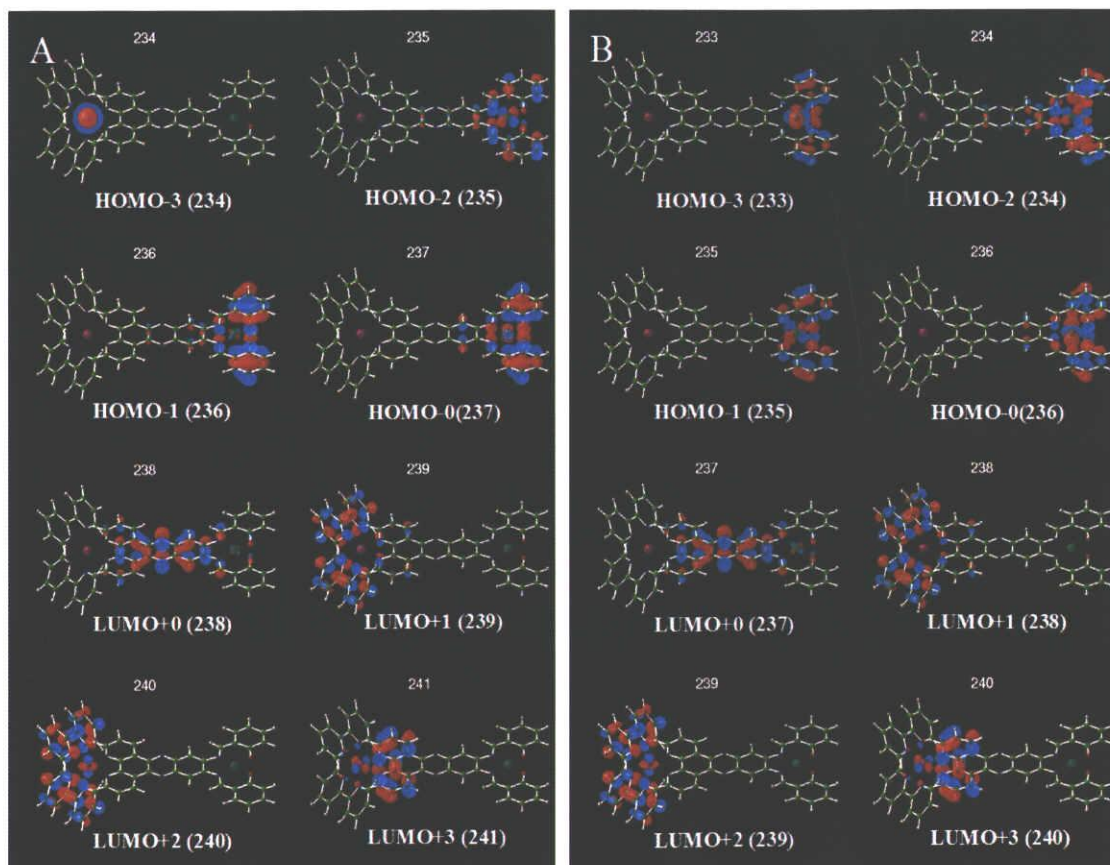 A
234
235
HOMO-3 (234)
HOMO-2 (235)
236
237
HOMO-1 (236)
HOMO-0(237)
238
239
LUMO+0 (238)
LUMO+1 (239)
240
241
LUMO+2 (240)
LUMO+3 (241)
B
233
234
HOMO-3 (233)
HOMO-2 (234)
235
236
HOMO-1 (235)
HOMO-0(236)
237
238
LUMO+0 (237)
LUMO+1 (238)
239
240
LUMO+2 (239)
LUMO+3 (240)